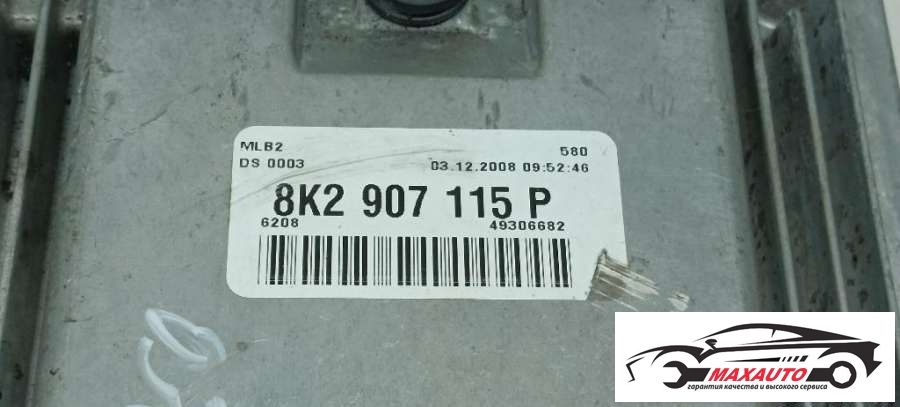 MLB2
580
DS 0003
03.12.2008 09:52:46
8K2 907 115 P
6208
49306682
MAXAUTO
гарантия качества и высокого сервиса